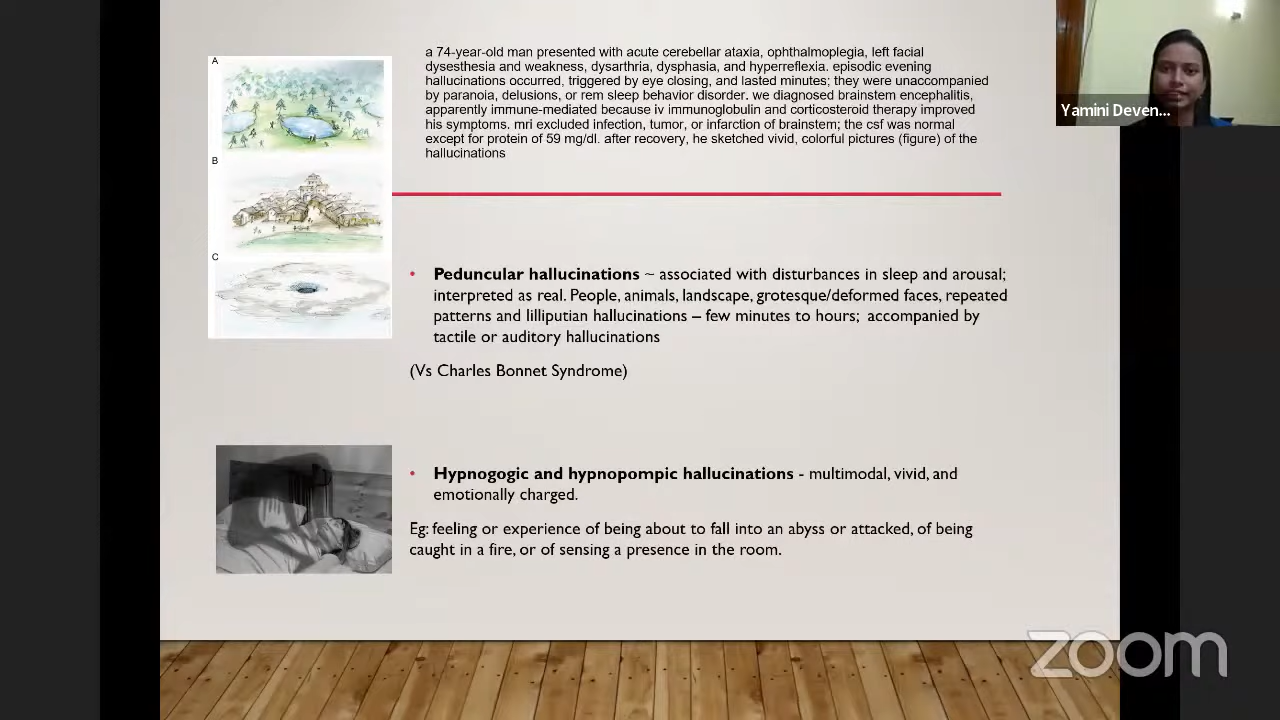 A
a 74-year-old man presented with acute cerebellar ataxia, ophthalmoplegia, left facial
dysesthesia and weakness, dysarthria, dysphasia, and hyperreflexia. episodic evening
hallucinations occurred, triggered by eye closing, and lasted minutes; they were unaccompanied
by paranoia, delusions, or rem sleep behavior disorder. we diagnosed brainstem encephalitis,
apparently immune-mediated because iv immunoglobulin and corticosteroid therapy improved
his symptoms. mri excluded infection, tumor, or infarction of brainstem; the csf was normal
except for protein of 59 mg/dl. after recovery, he sketched vivid, colorful pictures (figure) of the
hallucinations
Yamini Deven...
B
C
• Peduncular hallucinations ~ associated with disturbances in sleep and arousal;
interpreted as real. People, animals, landscape, grotesque/deformed faces, repeated
patterns and lilliputian hallucinations – few minutes to hours; accompanied by
tactile or auditory hallucinations
(Vs Charles Bonnet Syndrome)
• Hypnogogic and hypnopompic hallucinations - multimodal, vivid, and
emotionally charged.
Eg: feeling or experience of being about to fall into an abyss or attacked, of being
caught in a fire, or of sensing a presence in the room.
zoom